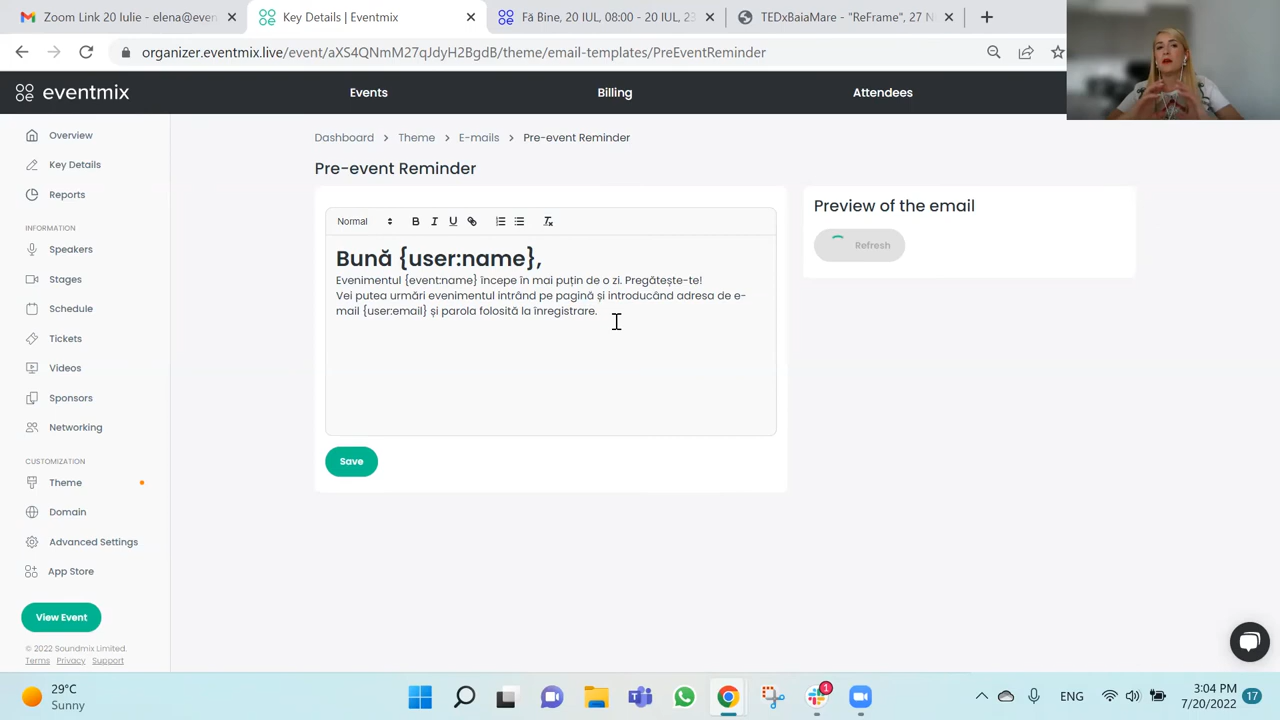 Zoom Link 20 Iulie - elena@even
Key Details | Eventmix
Fă Bine, 20 IUL, 08:00 - 20 IUL, 23
TEDxBaiaMare - "ReFrame", 27 N
organizer.eventmix.live/event/aXS4QNmM27qJdyH2BgdB/theme/email-templates/PreEventReminder
eventmix
Events
Billing
Attendees
Overview
Key Details
Reports
INFORMATION
Speakers
Stages
Schedule
Tickets
Videos
Sponsors
Networking
CUSTOMIZATION
Theme
Domain
Advanced Settings
App Store
View Event
© 2022 Soundmix Limited.
Terms Privacy Support
Dashboard > Theme > E-mails > Pre-event Reminder
Pre-event Reminder
Normal B I U
Bună {user:name},
Evenimentul {event:name} începe în mai puțin de o zi. Pregătește-te!
Vei putea urmări evenimentul intrând pe pagină și introducând adresa de e-
mail {user:email} și parola folosită la înregistrare.
Save
Preview of the email
Refresh
29°C
Sunny
1
ENG
3:04 PM
7/20/2022
17